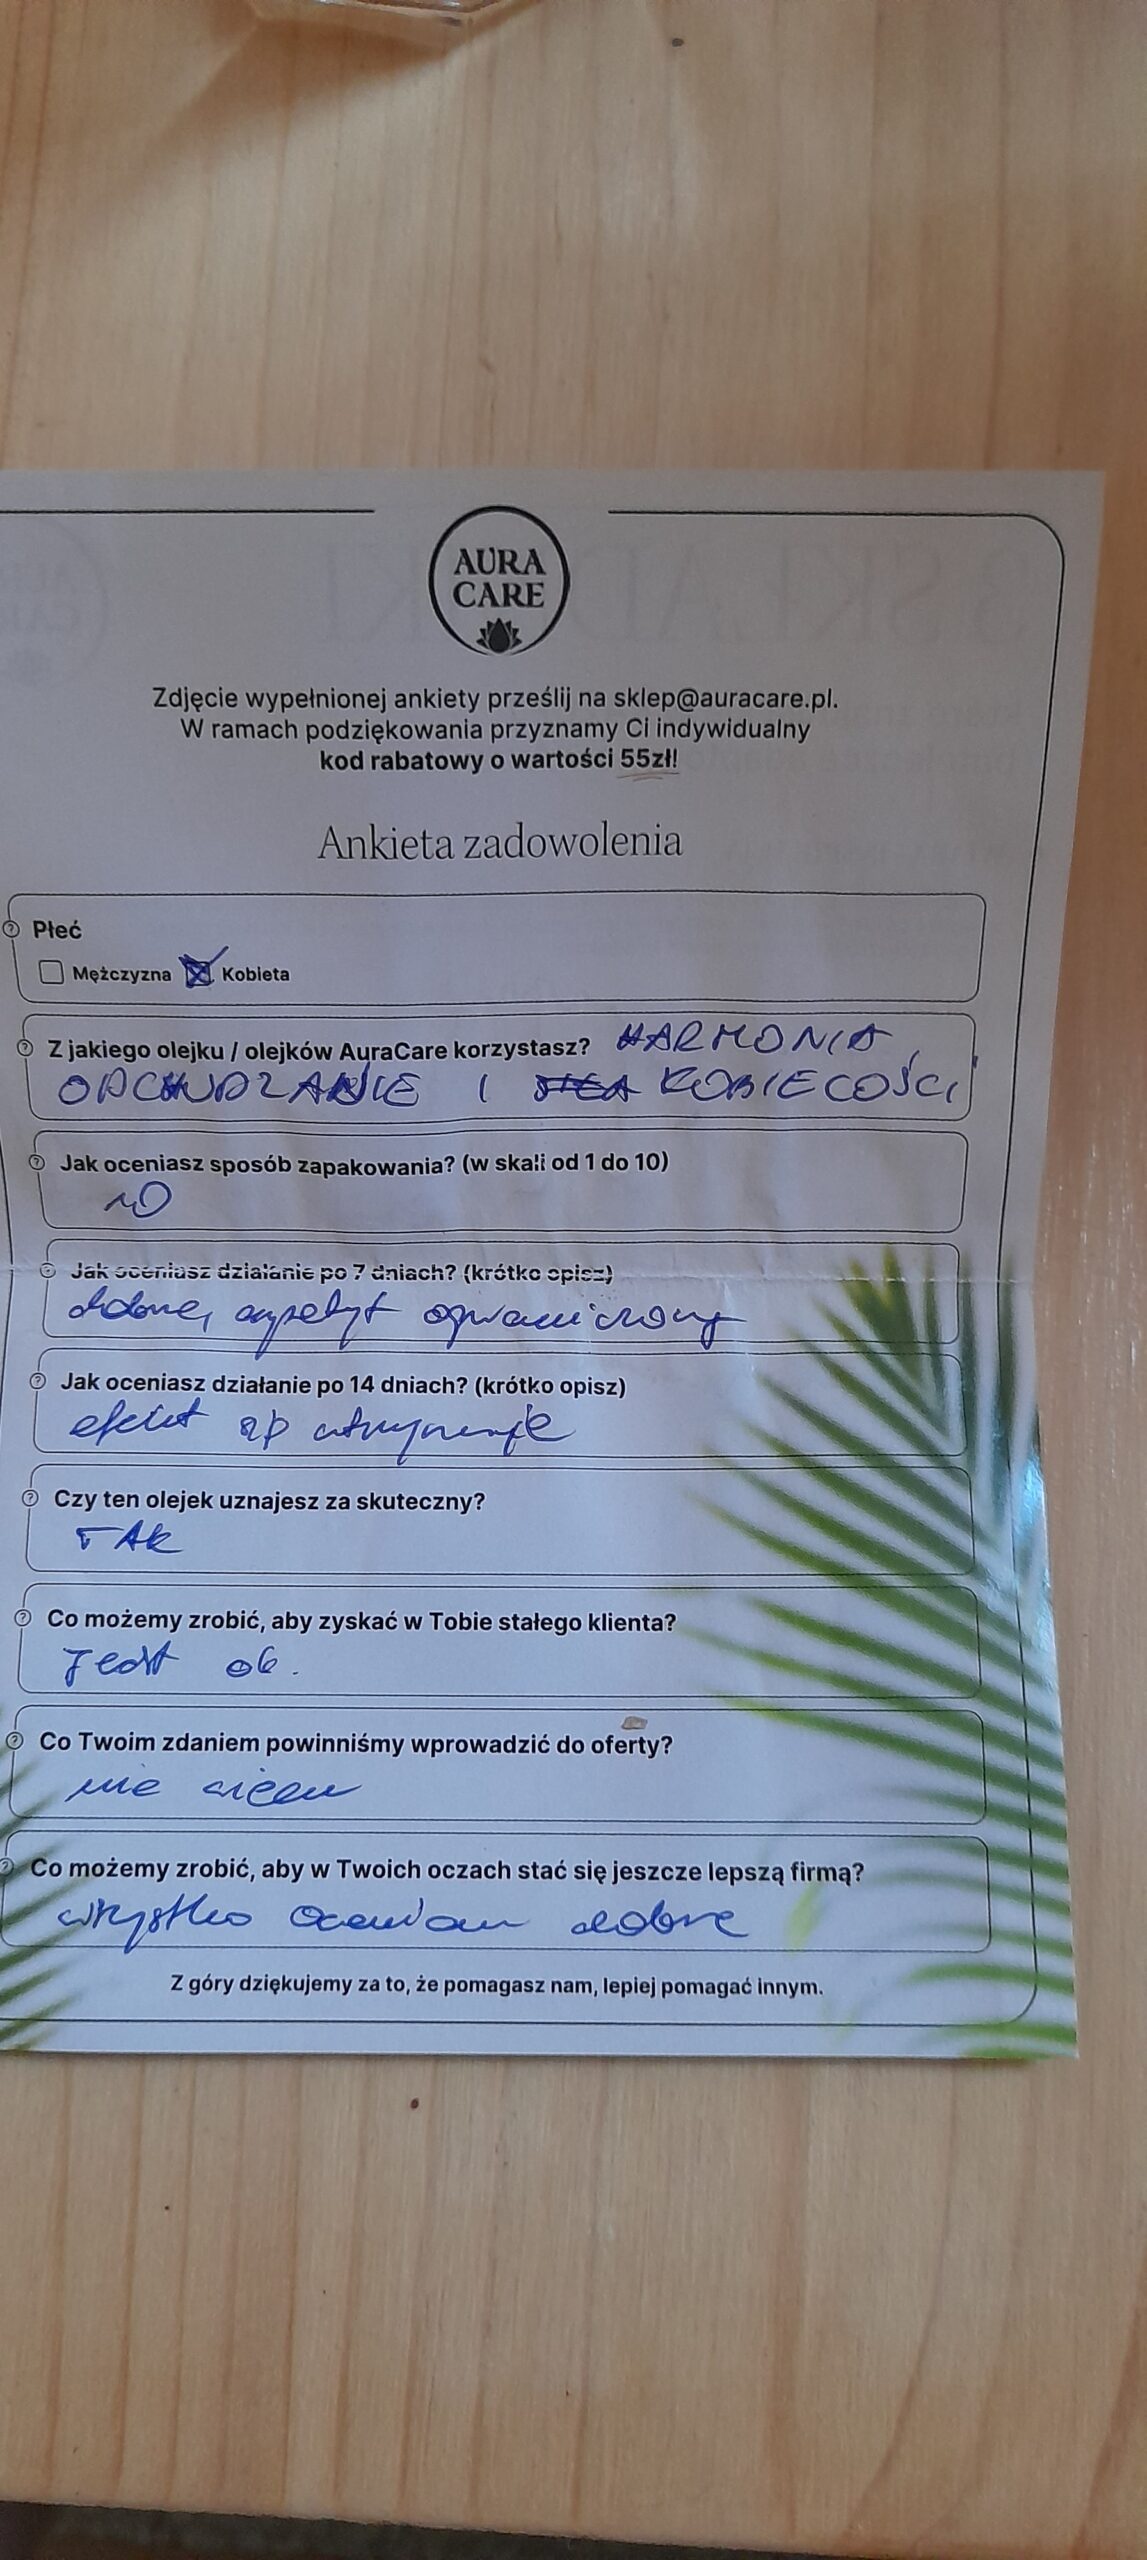 AURA
CARE
Zdjęcie wypełnionej ankiety prześlij na sklep@auracare.pl.
W ramach podziękowania przyznamy Ci indywidualny
kod rabatowy o wartości 55zł!
Ankieta zadowolenia
Płeć
Mężczyzna Kobieta
Z jakiego olejku / olejków AuraCare korzystasz? HARMONIA,
ODCHUDZANIE I KOBIECOŚCI
Jak oceniasz sposób zapakowania? (w skali od 1 do 10)
10
Jak oceniasz działanie po 7 dniach? (krótko opisz)
dobre, apetyt ograniczony
Jak oceniasz działanie po 14 dniach? (krótko opisz)
efekt się utrzymuje
Czy ten olejek uznajesz za skuteczny?
TAK
Co możemy zrobić, aby zyskać w Tobie stałego klienta?
Jest ok.
Co Twoim zdaniem powinniśmy wprowadzić do oferty?
nie wiem
Co możemy zrobić, aby w Twoich oczach stać się jeszcze lepszą firmą?
wszystko oceniam dobrze
Z góry dziękujemy za to, że pomagasz nam, lepiej pomagać innym.